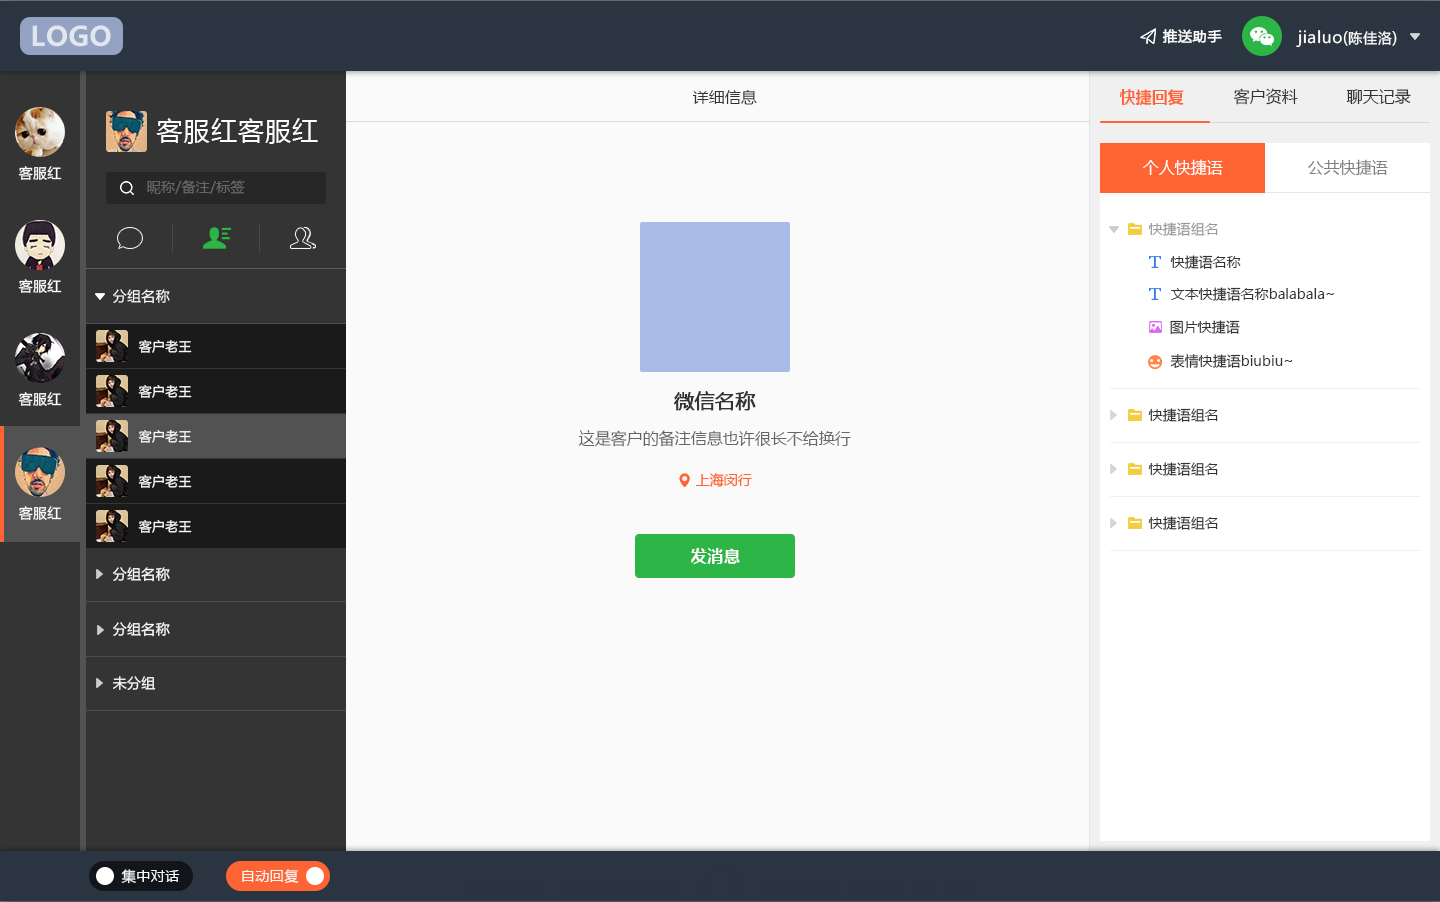 LOGO
推送助手
jialuo(陈佳洛)
客服红
客服红
客服红
客服红
客服红客服红
昵称/备注/标签
分组名称
客户老王
客户老王
客户老王
客户老王
客户老王
分组名称
分组名称
未分组
详细信息
微信名称
这是客户的备注信息也许很长不给换行
上海闵行
发消息
快捷回复
客户资料
聊天记录
个人快捷语
公共快捷语
快捷语组名
T 快捷语名称
T 文本快捷语名称balabala~
图片快捷语
表情快捷语biubiu~
快捷语组名
快捷语组名
快捷语组名
集中对话
自动回复